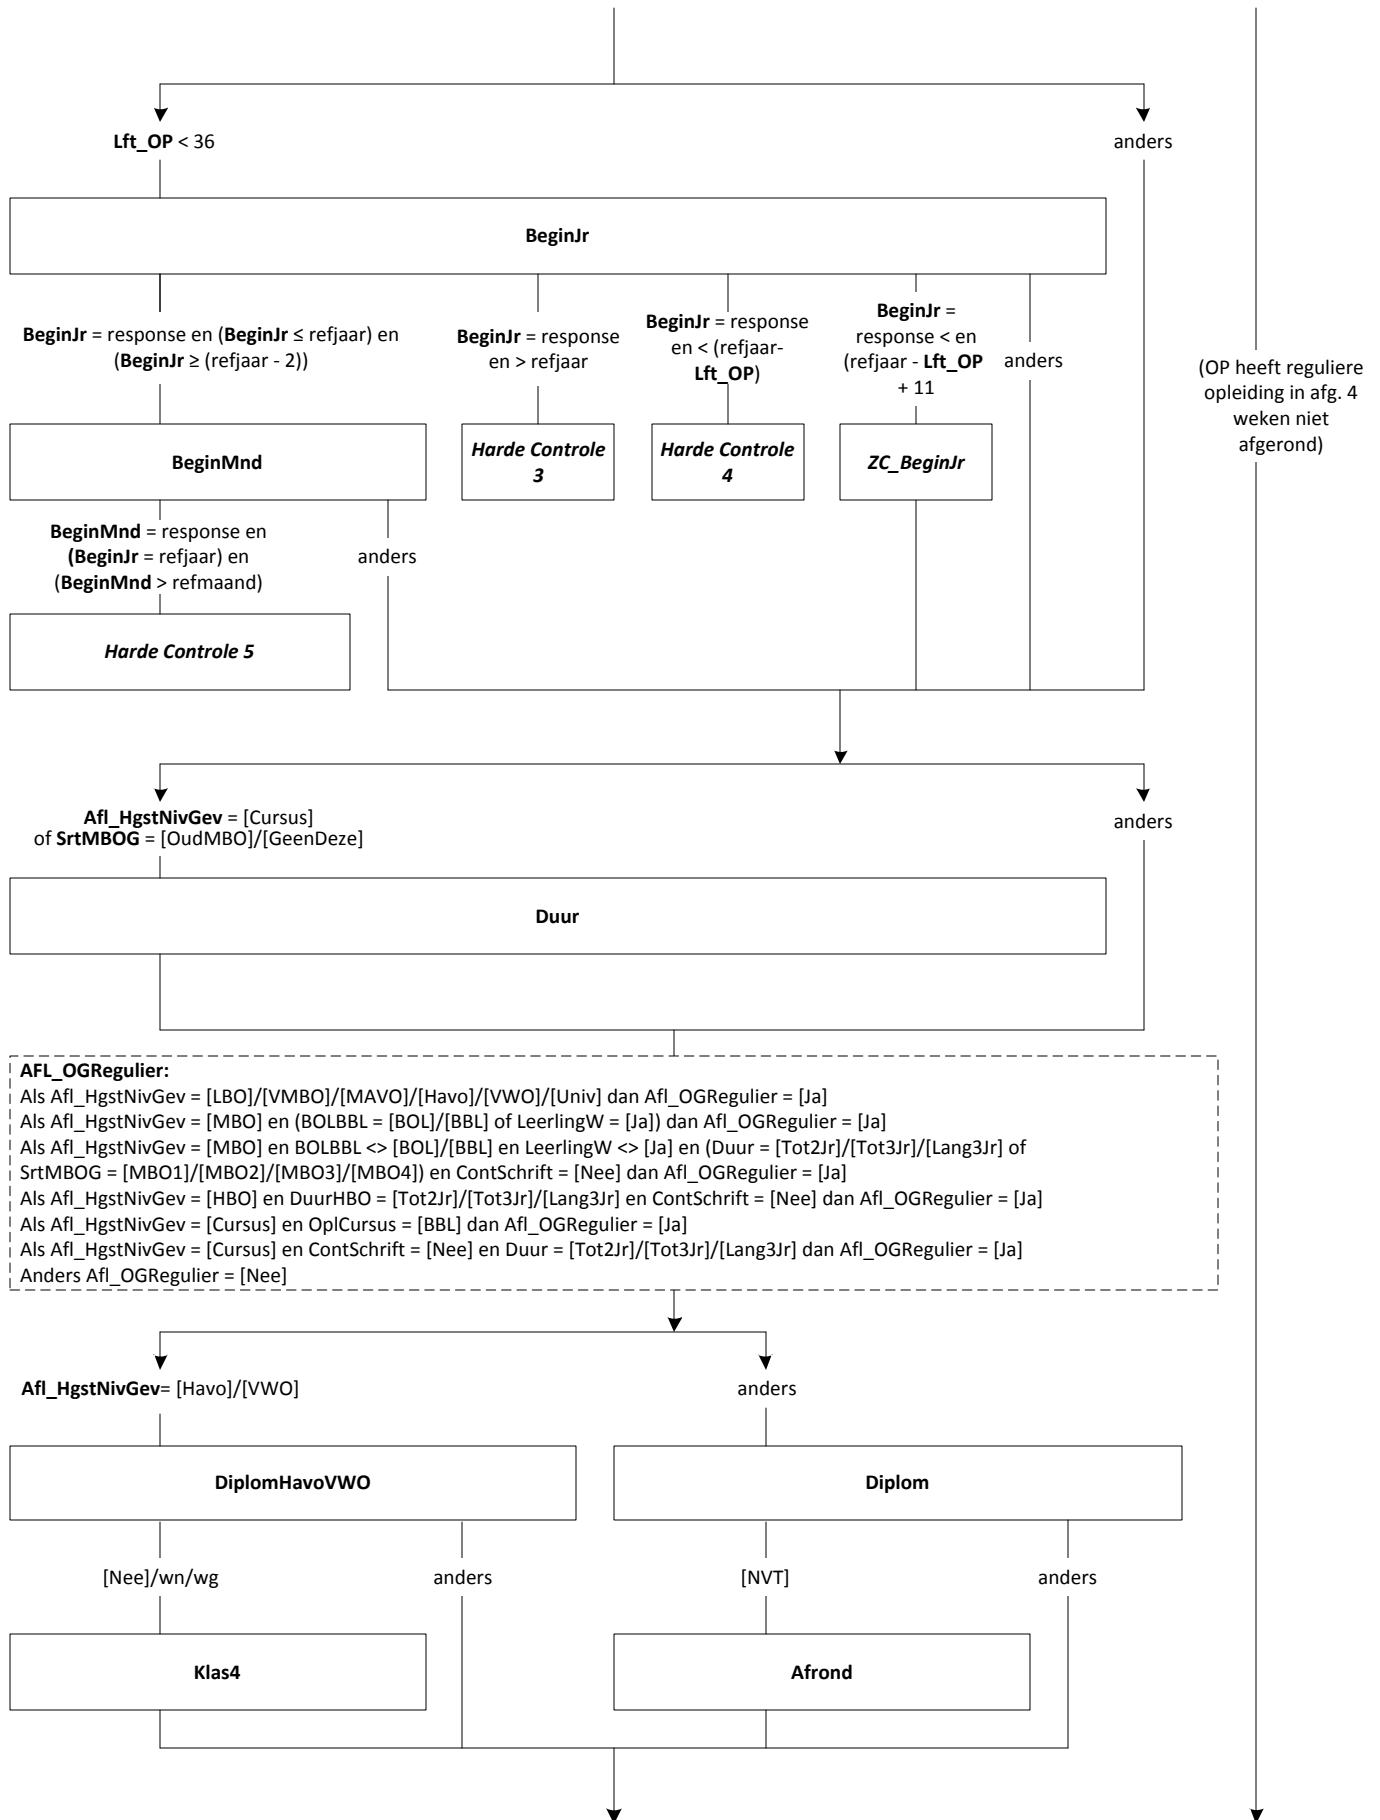 Lft_OP < 36
anders
BeginJr
BeginJr = response en (BeginJr ≤ refjaar) en
(BeginJr ≥ (refjaar - 2))
BeginJr = response
en > refjaar
BeginJr = response
en < (refjaar-
Lft_OP)
BeginJr =
response < en
(refjaar - Lft_OP
+ 11
anders
(OP heeft reguliere
opleiding in afg. 4
weken niet
afgerond)
BeginMnd
Harde Controle
3
Harde Controle
4
ZC_BeginJr
BeginMnd = response en
(BeginJr = refjaar) en
(BeginMnd > refmaand)
anders
Harde Controle 5
Afl_HgstNivGev = [Cursus]
of SrtMBOG = [OudMBO]/[GeenDeze]
anders
Duur
AFL_OGRegulier:
Als Afl_HgstNivGev = [LBO]/[VMBO]/[MAVO]/[Havo]/[VWO]/[Univ] dan Afl_OGRegulier = [Ja]
Als Afl_HgstNivGev = [MBO] en (BOLBBL = [BOL]/[BBL] of LeerlingW = [Ja]) dan Afl_OGRegulier = [Ja]
Als Afl_HgstNivGev = [MBO] en BOLBBL <> [BOL]/[BBL] en LeerlingW <> [Ja] en (Duur = [Tot2Jr]/[Tot3Jr]/[Lang3Jr] of
SrtMBOG = [MBO1]/[MBO2]/[MBO3]/[MBO4]) en ContSchrift = [Nee] dan Afl_OGRegulier = [Ja]
Als Afl_HgstNivGev = [HBO] en DuurHBO = [Tot2Jr]/[Tot3Jr]/[Lang3Jr] en ContSchrift = [Nee] dan Afl_OGRegulier = [Ja]
Als Afl_HgstNivGev = [Cursus] en OplCursus = [BBL] dan Afl_OGRegulier = [Ja]
Als Afl_HgstNivGev = [Cursus] en ContSchrift = [Nee] en Duur = [Tot2Jr]/[Tot3Jr]/[Lang3Jr] dan Afl_OGRegulier = [Ja]
Anders Afl_OGRegulier = [Nee]
Afl_HgstNivGev= [Havo]/[VWO]
anders
DiplomHavoVWO
Diplom
[Nee]/wn/wg
anders
[NVT]
anders
Klas4
Afrond